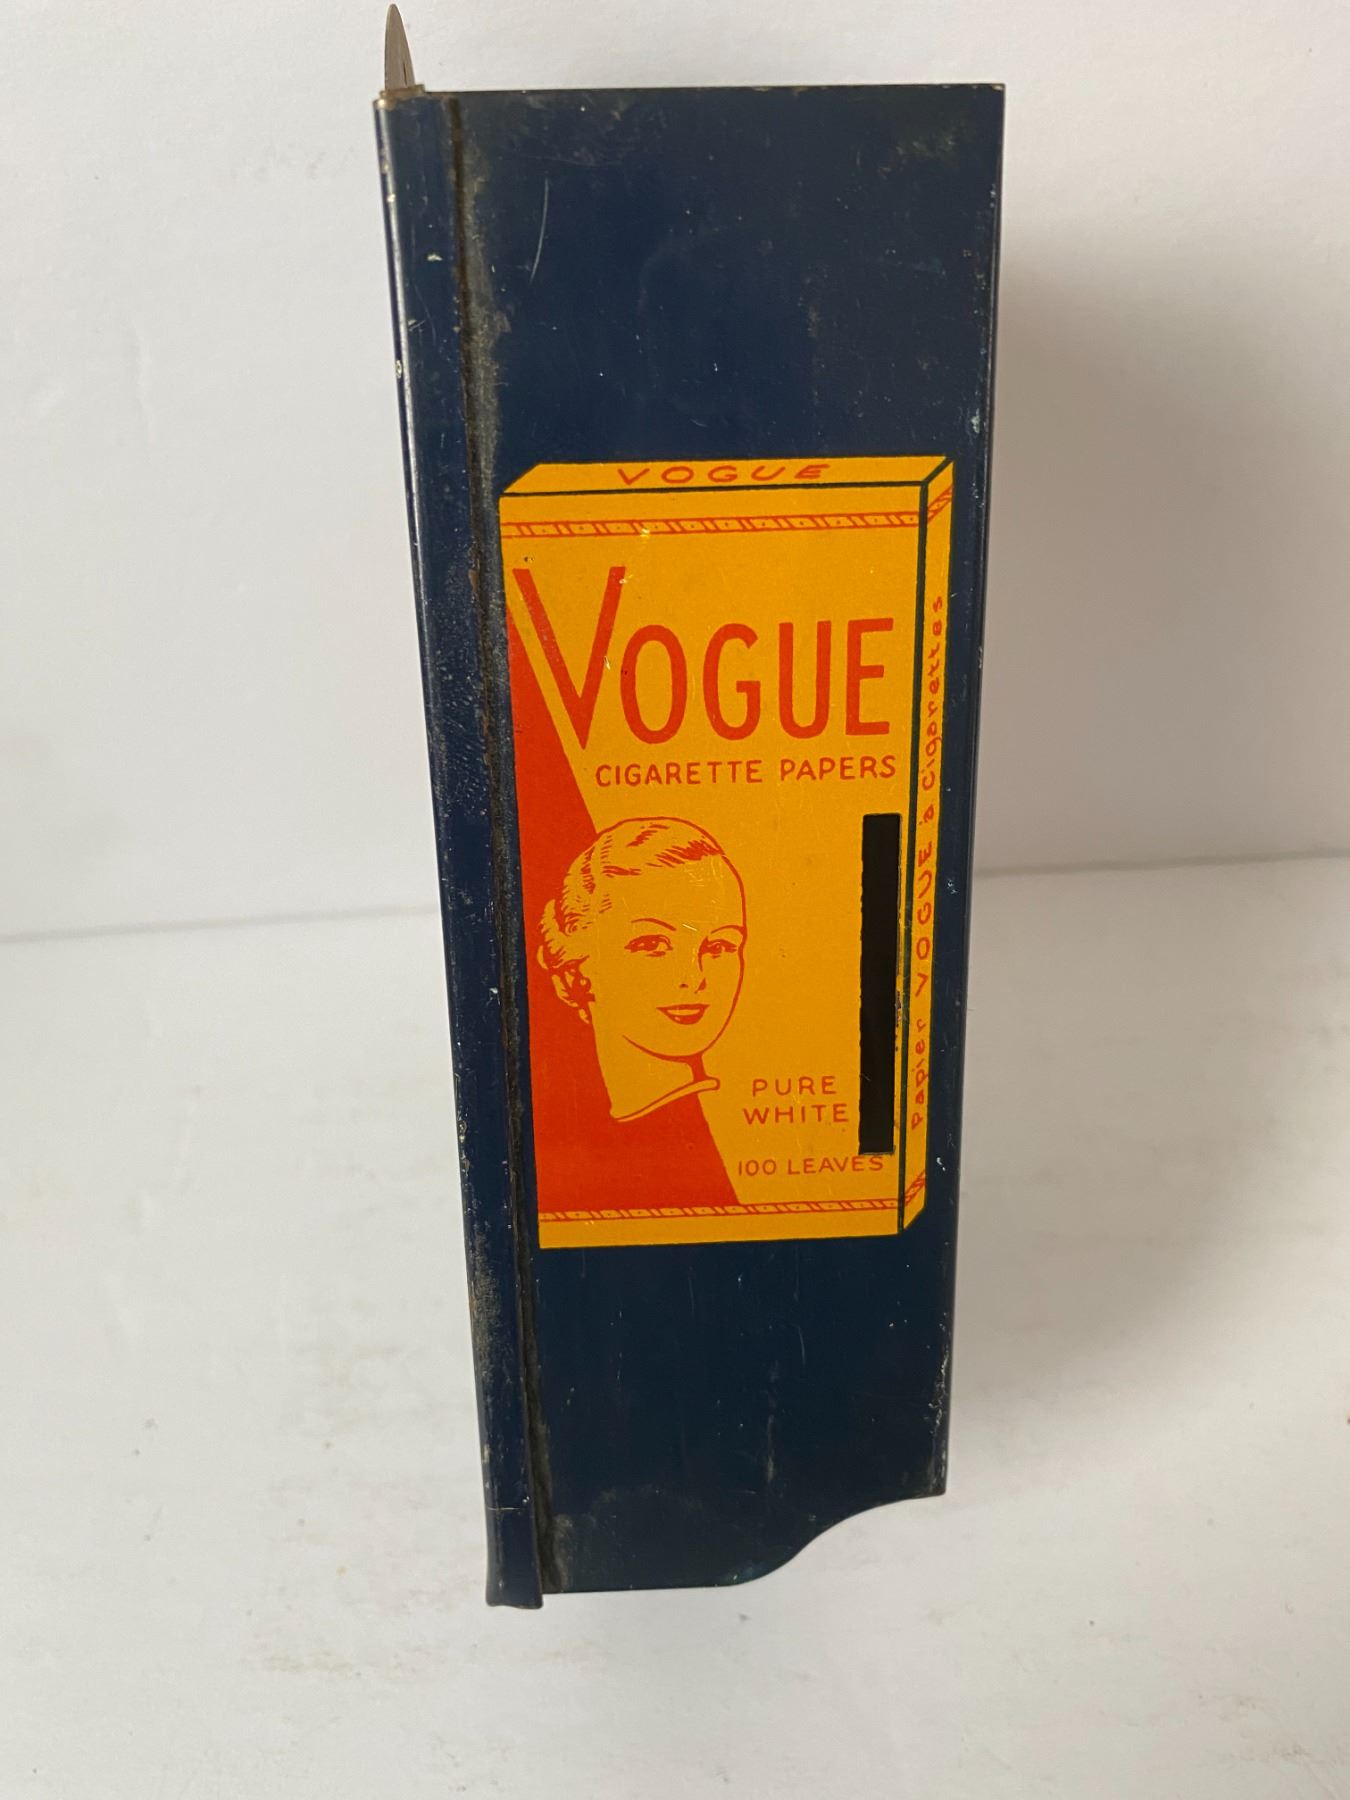 VOGUE
VOGUE
CIGARETTE PAPERS
PURE
WHITE
100 LEAVES
Papier VOGUE à Cigarettes